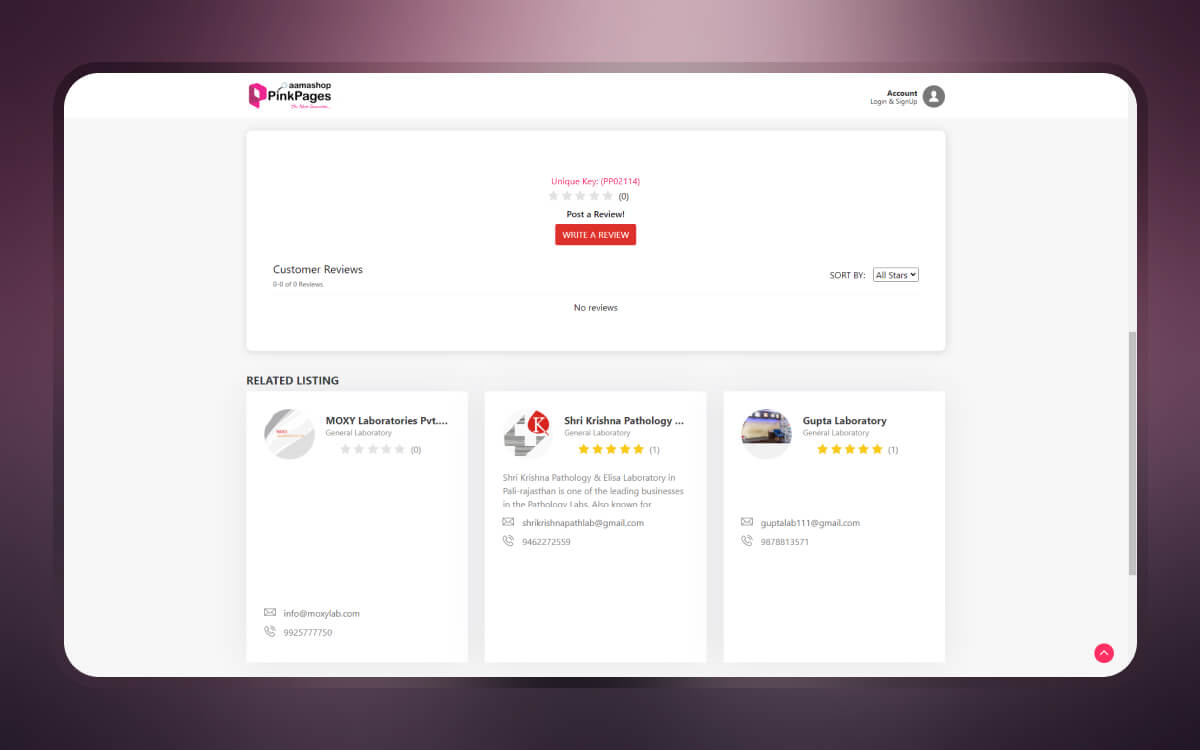 aamashop
PinkPages
The Next Generation...
Account
Login & SignUp
Unique Key: (PP02114)
(0)
Post a Review!
WRITE A REVIEW
Customer Reviews
0-0 of 0 Reviews
SORT BY: All Stars
No reviews
RELATED LISTING
MOXY Laboratories Pvt....
General Laboratory
(0)
info@moxylab.com
9925777750
K
Shri Krishna Pathology ...
General Laboratory
(1)
Shri Krishna Pathology & Elisa Laboratory in
Pali-rajasthan is one of the leading businesses
in the Pathology Labs. Also known for
shrikrishnapathlab@gmail.com
9462272559
Gupta Laboratory
General Laboratory
(1)
guptalab111@gmail.com
9878813571